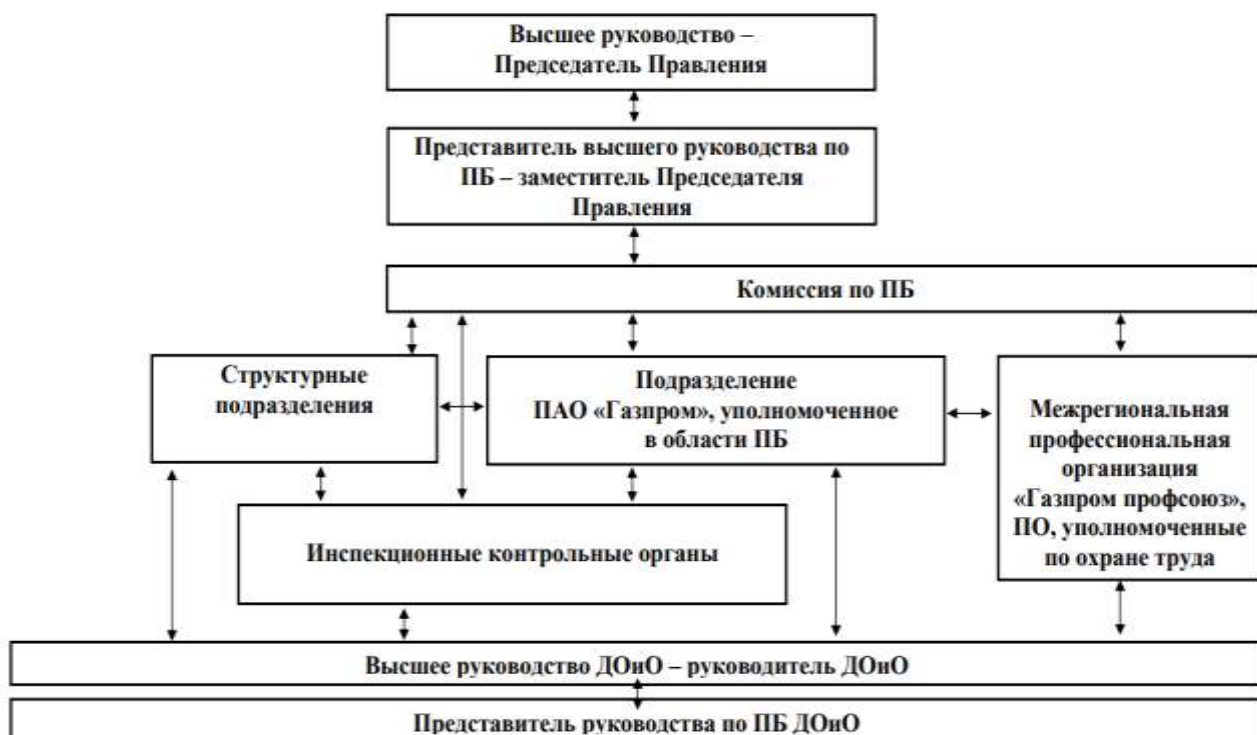 Высшее руководство –
Председатель Правления
Представитель высшего руководства по
ПБ – заместитель Председателя
Правления
Комиссия по ПБ
Структурные
подразделения
Подразделение
ПАО «Газпром», уполномоченное
в области ПБ
Межрегиональная
профессиональная
организация
«Газпром профсоюз»,
ПО, уполномоченные
по охране труда
Инспекционные контрольные органы
Высшее руководство ДОиО – руководитель ДОиО
Представитель руководства по ПБ ДОиО